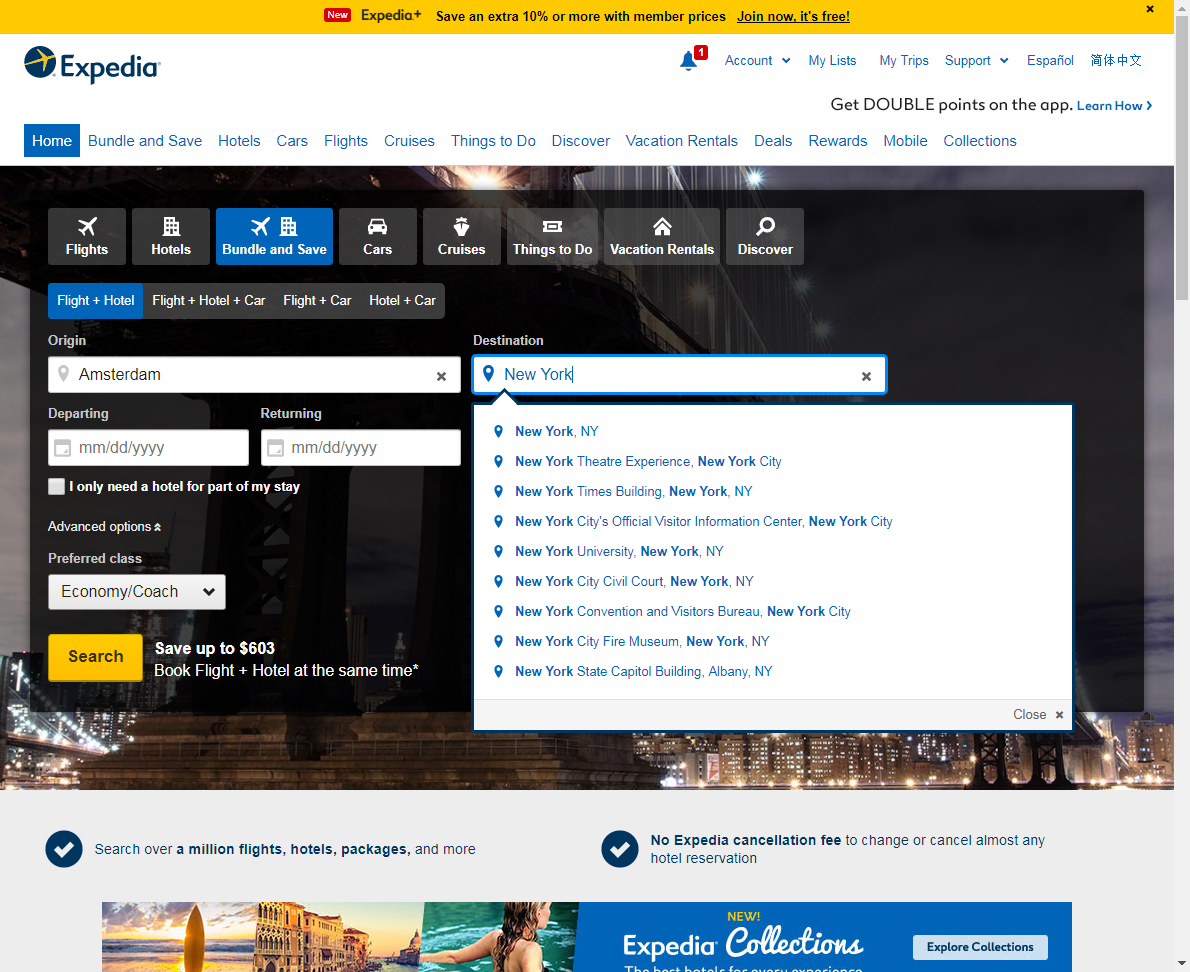 New Expedia+ Save an extra 10% or more with member prices Join now, it's free!
Expedia
1 Account My Lists My Trips Support Español 简体中文
Get DOUBLE points on the app. Learn How
Home Bundle and Save Hotels Cars Flights Cruises Things to Do Discover Vacation Rentals Deals Rewards Mobile Collections
Flights Hotels Bundle and Save Cars Cruises Things to Do Vacation Rentals Discover
Flight + Hotel Flight + Hotel + Car Flight + Car Hotel + Car
Origin Destination
Amsterdam New York
Departing Returning
mm/dd/yyyy mm/dd/yyyy
I only need a hotel for part of my stay
Advanced options
Preferred class
Economy/Coach
Search
Save up to $603
Book Flight + Hotel at the same time*
New York, NY
New York Theatre Experience, New York City
New York Times Building, New York, NY
New York City's Official Visitor Information Center, New York City
New York University, New York, NY
New York City Civil Court, New York, NY
New York Convention and Visitors Bureau, New York City
New York City Fire Museum, New York, NY
New York State Capitol Building, Albany, NY
Close
Search over a million flights, hotels, packages, and more
No Expedia cancellation fee to change or cancel almost any
hotel reservation
NEW!
Expedia Collections
Explore Collections
The best hotels for every experience